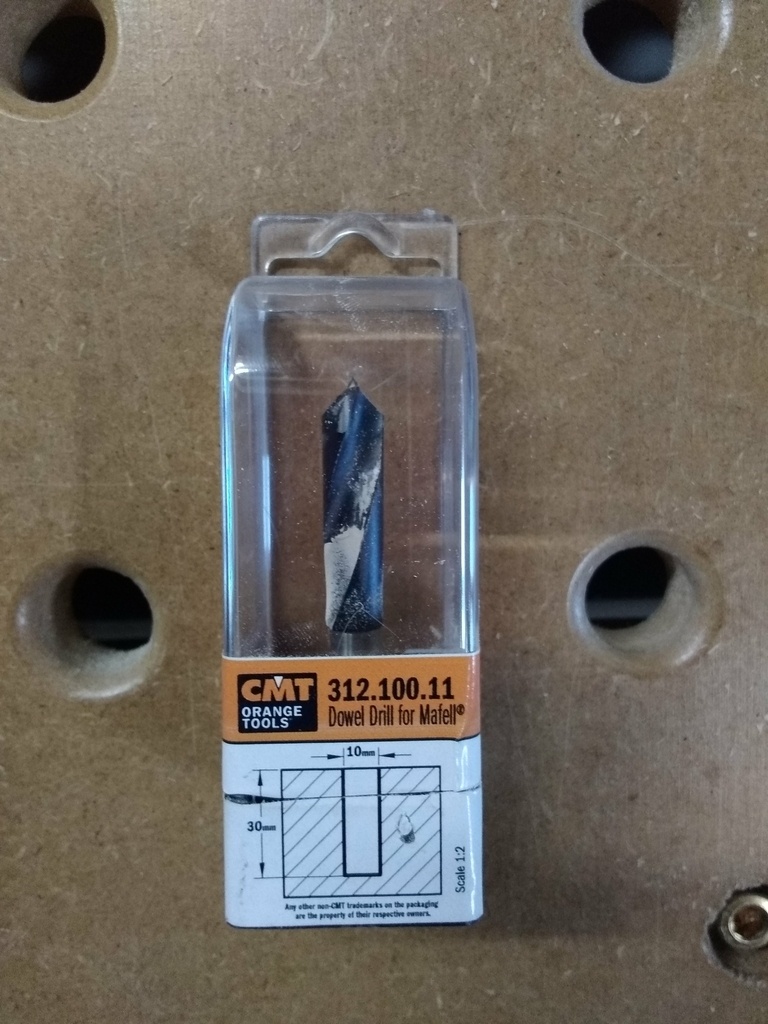 CMT
ORANGE
TOOLS®
312.100.11
Dowel Drill for Mafell®
10mm
30mm
Scale 1:2
Any other non-CMT trademarks on the packaging
are the property of their respective owners.